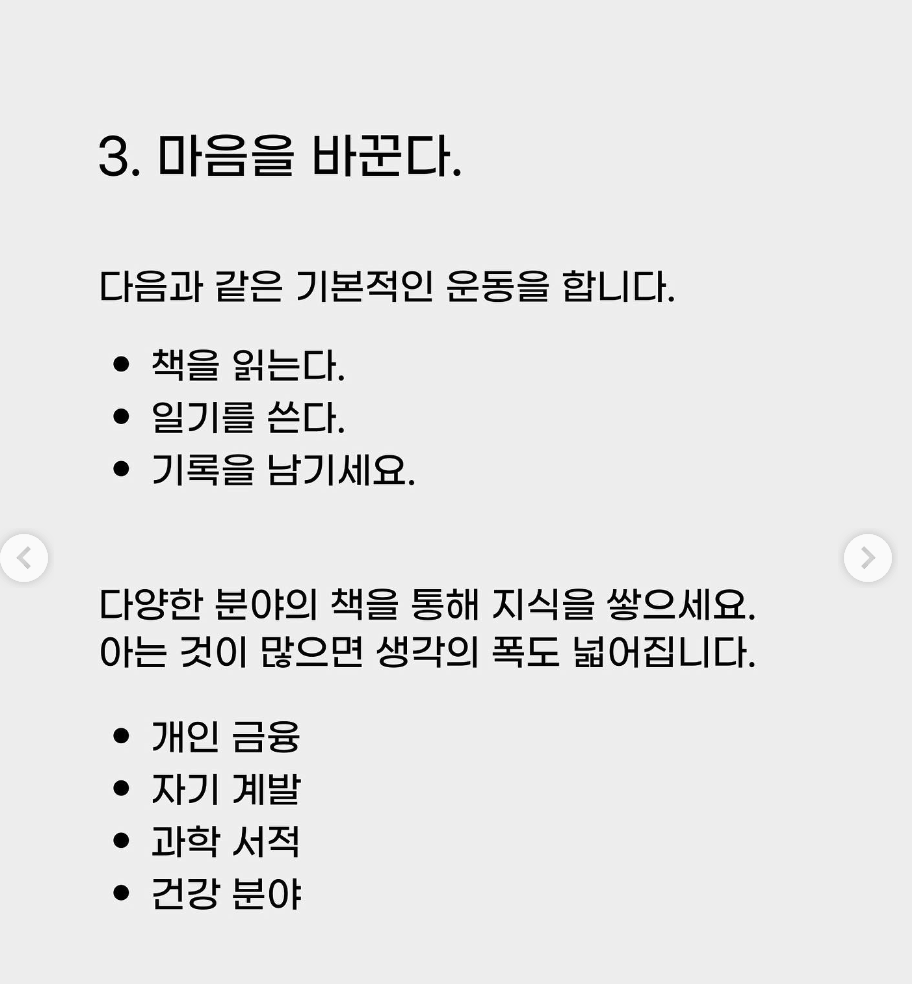 3. 마음을 바꾼다.
다음과 같은 기본적인 운동을 합니다.
• 책을 읽는다.
• 일기를 쓴다.
• 기록을 남기세요.
다양한 분야의 책을 통해 지식을 쌓으세요.
아는 것이 많으면 생각의 폭도 넓어집니다.
• 개인 금융
• 자기 계발
• 과학 서적
• 건강 분야